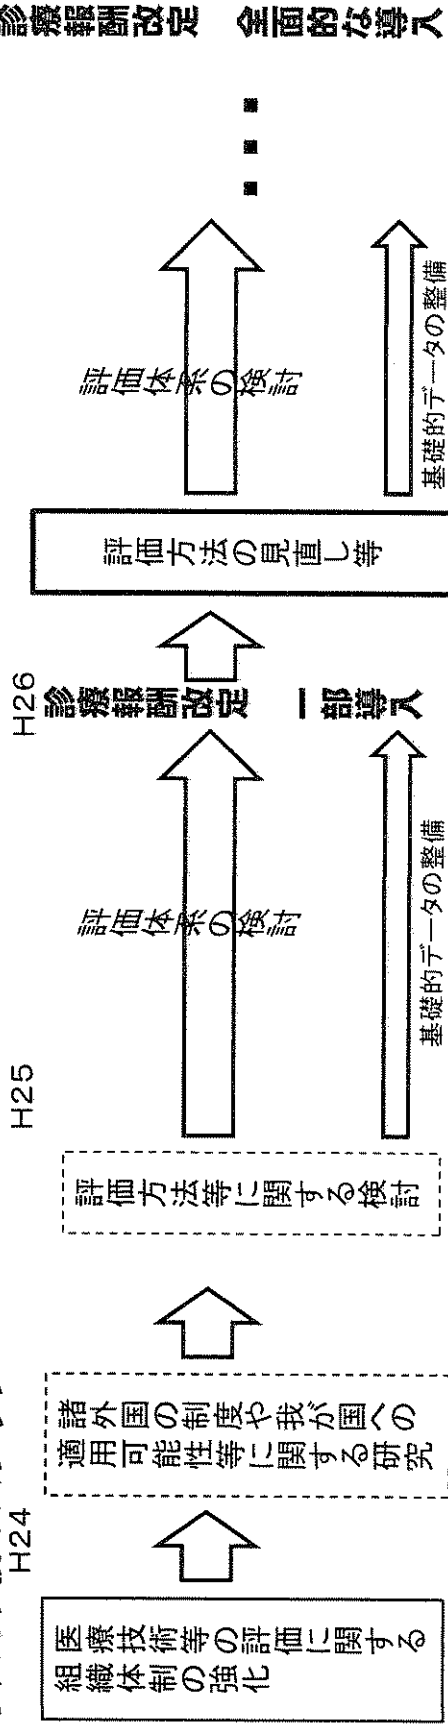 H24
医療技術等の評価に関する
組織体制の強化
諸外国の制度や我が国への
適用可能性等に関する研究
評価方法等に関する検討
H25
評価体系の検討
基礎的データの整備
H26
診療報酬改定 一部導入
評価方法の見直し等
評価体系の検討
基礎的データの整備
診療報酬改定 全面的な導入